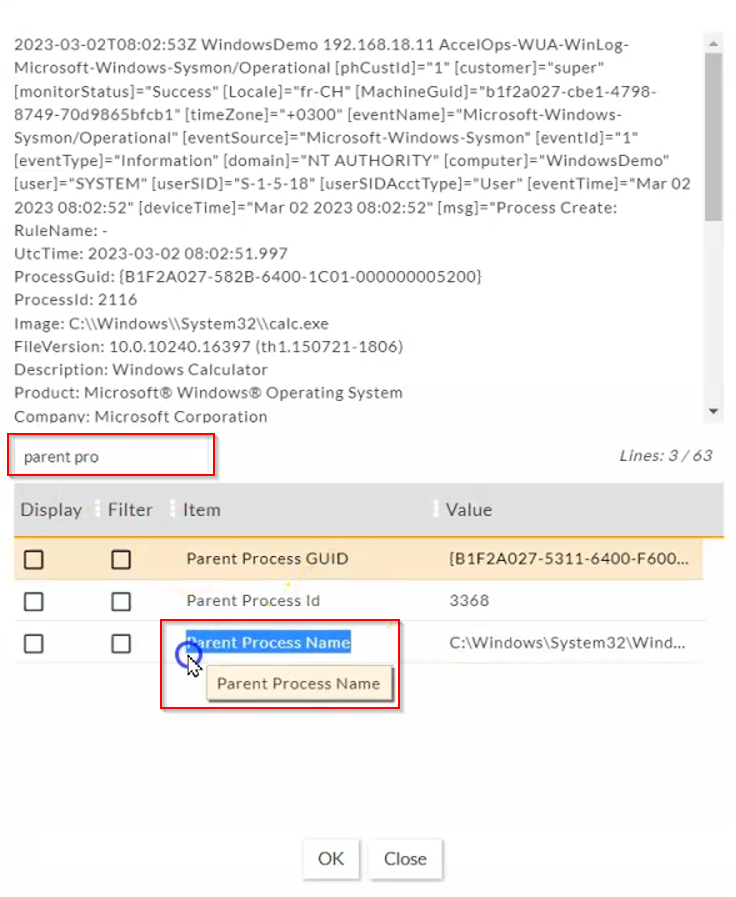 2023-03-02T08:02:53Z WindowsDemo 192.168.18.11 AccelOps-WUA-WinLog-
Microsoft-Windows-Sysmon/Operational [phCustId]="1" [customer]="super"
[monitorStatus]="Success" [Locale]="fr-CH" [MachineGuid]="b1f2a027-cbe1-4798-
8749-70d9865bfcb1" [timeZone]="+0300" [eventName]="Microsoft-Windows-
Sysmon/Operational" [eventSource]="Microsoft-Windows-Sysmon" [eventId]="1"
[eventType]="Information" [domain]="NT AUTHORITY" [computer]="WindowsDemo"
[user]="SYSTEM" [userSID]="S-1-5-18" [userSIDAcctType]="User" [eventTime]="Mar 02
2023 08:02:52" [deviceTime]="Mar 02 2023 08:02:52" [msg]="Process Create:
RuleName: -
UtcTime: 2023-03-02 08:02:51.997
ProcessGuid: {B1F2A027-582B-6400-1C01-000000005200}
ProcessId: 2116
Image: C:\\Windows\\System32\\calc.exe
FileVersion: 10.0.10240.16397 (th1.150721-1806)
Description: Windows Calculator
Product: Microsoft® Windows® Operating System
Company: Microsoft Corporation
parent pro
Lines: 3 / 63
Display Filter Item Value
Parent Process GUID {B1F2A027-5311-6400-F600...
Parent Process Id 3368
Parent Process Name C:\Windows\System32\Wind...
Parent Process Name
OK Close